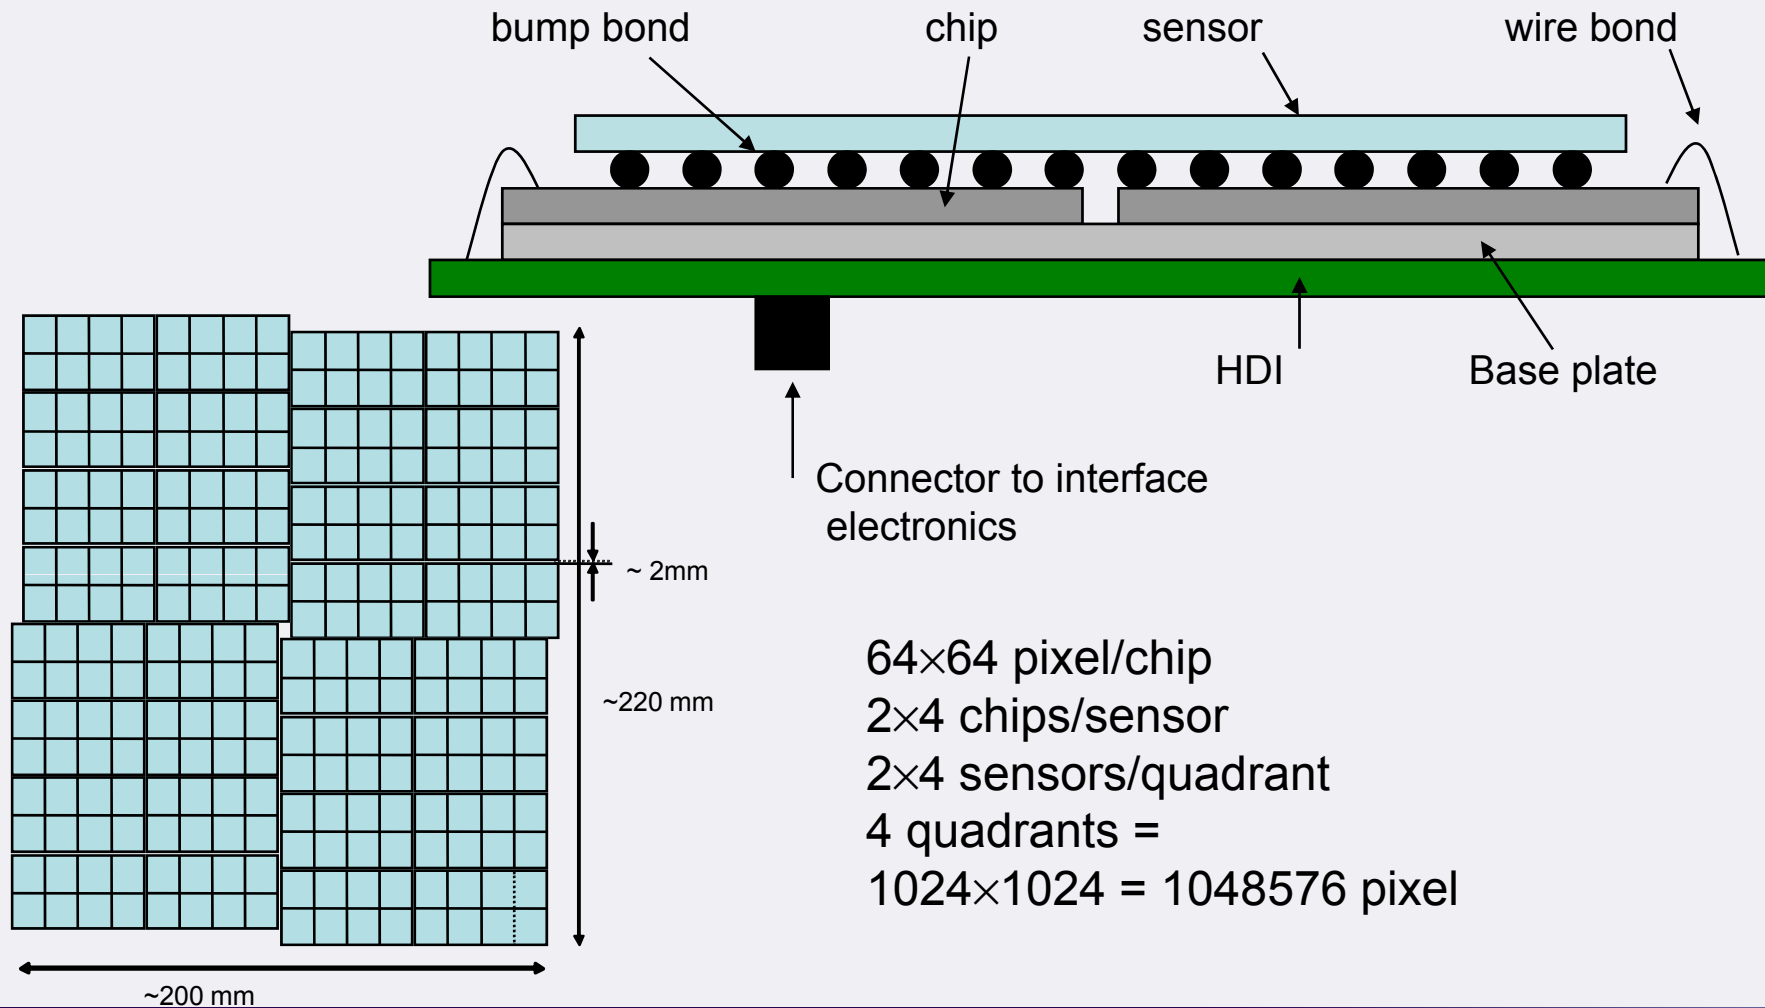 bump bond
chip
sensor
wire bond
HDI
Base plate
Connector to interface
electronics
~ 2mm
~220 mm
64×64 pixel/chip
2×4 chips/sensor
2×4 sensors/quadrant
4 quadrants =
1024×1024 = 1048576 pixel
~200 mm